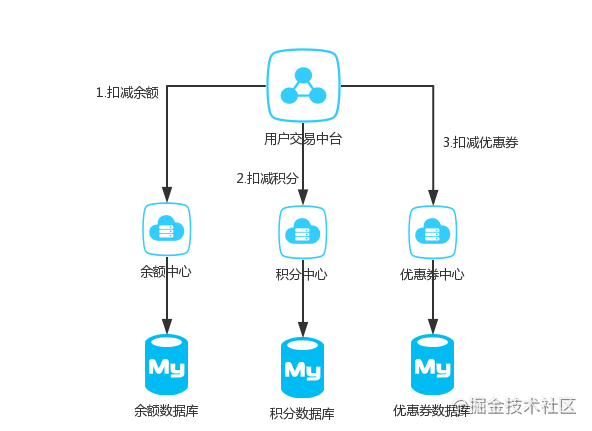 1.扣减余额
用户交易中台
3.扣减优惠券
2.扣减积分
余额中心
积分中心
优惠券中心
My
My
My
余额数据库
积分数据库
优惠券数据库
@掘金技术社区